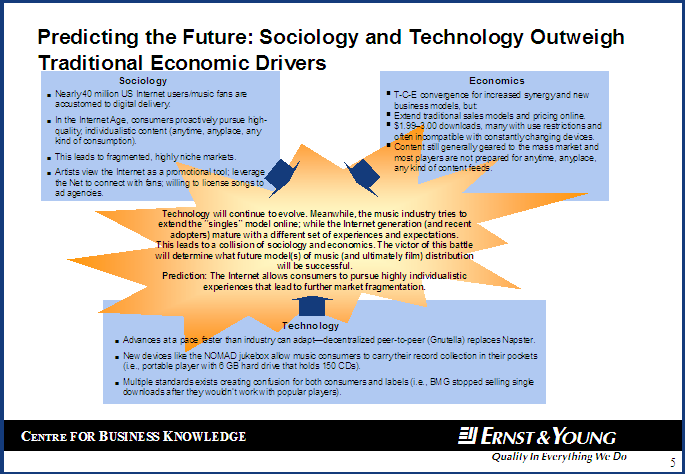 Predicting the Future: Sociology and Technology Outweigh
Traditional Economic Drivers
Sociology
■ Nearly 40 million US Internet users/music fans are
accustomed to digital delivery.
■ In the Internet Age, consumers proactively pursue high-
quality, individualistic content (anytime, anyplace, any
kind of consumption).
■ This leads to fragmented, highly niche markets.
■ Artists view the Internet as a promotional tool; leverage
the Net to connect with fans; willing to license songs to
ad agencies.
Economics
■ T-C-E convergence for increased synergy and new
business models, but:
■ Extend traditional sales models and pricing online.
■ $1.99–3.00 downloads, many with use restrictions and
often incompatible with constantly changing devices.
■ Content still generally geared to the mass market and
most players are not prepared for anytime, anyplace,
any kind of content feeds.
Technology will continue to evolve. Meanwhile, the music industry tries to
extend the "singles" model online; while the Internet generation (and recent
adopters) mature with a different set of experiences and expectations.
This leads to a collision of sociology and economics. The victor of this battle
will determine what future model(s) of music (and ultimately film) distribution
will be successful.
Prediction: The Internet allows consumers to pursue highly individualistic
experiences that lead to further market fragmentation.
Technology
■ Advances at a pace faster than industry can adapt—decentralized peer-to-peer (Gnutella) replaces Napster.
■ New devices like the NOMAD jukebox allow music consumers to carry their record collection in their pockets
(i.e., portable player with 6 GB hard drive that holds 150 CDs).
■ Multiple standards exists creating confusion for both consumers and labels (i.e., BMG stopped selling single
downloads after they wouldn't work with popular players).
CENTRE FOR BUSINESS KNOWLEDGE
ERNST & YOUNG
Quality In Everything We Do
5